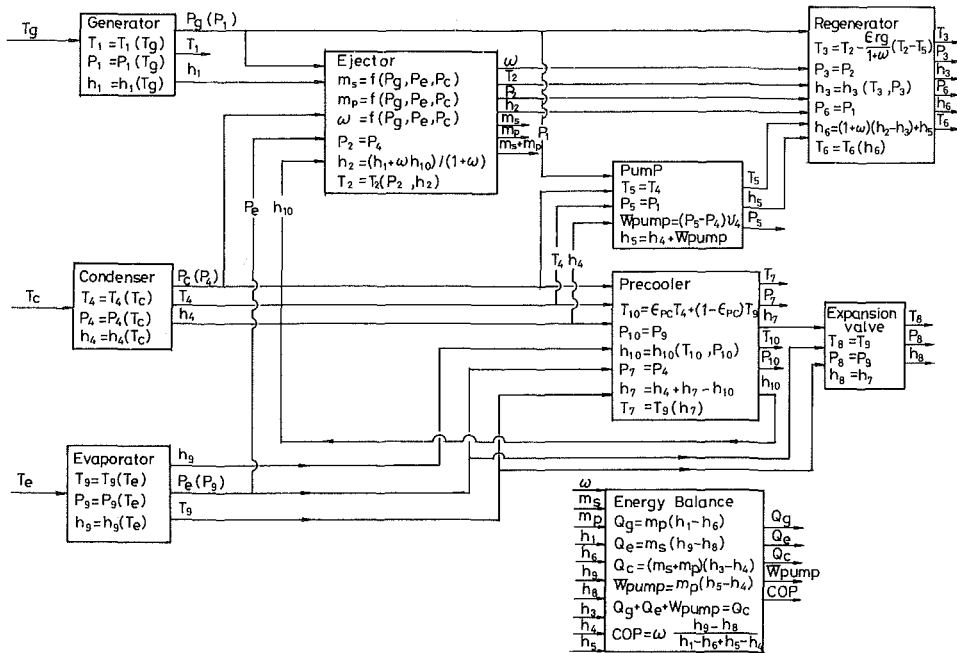 Tg
Generator
T1 =T1(Tg)
P1 =P1(Tg)
h1 =h1(Tg)
Pg(P1)
T1
h1
Ejector
ms=f(Pg,Pe,Pc)
mp=f(Pg,Pe,Pc)
ω =f(Pg,Pe,Pc)
P2=P4
h2=(h1+ωh10)/(1+ω)
T2=T2(P2,h2)
ω
T2
P2
h2
ms
mp
ms+mp
P1
Regenerator
T3=T2-εrg/(1+ω)(T2-T5)
P3=P2
h3=h3(T3,P3)
P6=P1
h6=(1+ω)(h2-h3)+h5
T6=T6(h6)
T3
P3
h3
P6
h6
T6
PumP
T5=T4
P5=P1
Wpump=(P5-P4)υ4
h5=h4+Wpump
T5
h5
P5
Pe
h10
T4
h4
Tc
Condenser
T4=T4(Tc)
P4=P4(Tc)
h4=h4(Tc)
Pc(P4)
T4
h4
Precooler
T10=εPCT4+(1-εPC)T9
P10=P9
h10=h10(T10,P10)
P7=P4
h7=h4+h7-h10
T7=T9(h7)
T7
P7
h7
T10
P10
h10
Expansion
valve
T8=T9
P8=P9
h8=h7
T8
P8
h8
Te
Evaporator
T9=T9(Te)
P9=P9(Te)
h9=h9(Te)
h9
Pe(P9)
T9
ω
ms
mp
h1
h6
h9
h8
h3
h4
h5
Energy Balance
Qg=mp(h1-h6)
Qe=ms(h9-h8)
Qc=(ms+mp)(h3-h4)
Wpump=mp(h5-h4)
Qg+Qe+Wpump=Qc
COP=ω (h9-h8)/(h1-h6+h5-h4)
Qg
Qe
Qc
Wpump
COP